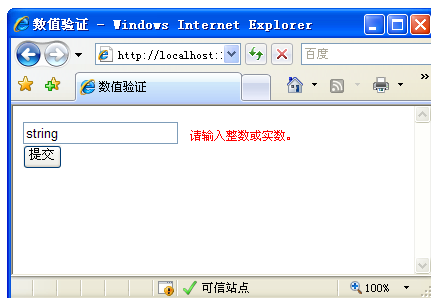 数值验证 - Windows Internet Explorer
http://localhost:
百度
数值验证
string
请输入整数或实数。
提交
可信站点
100%